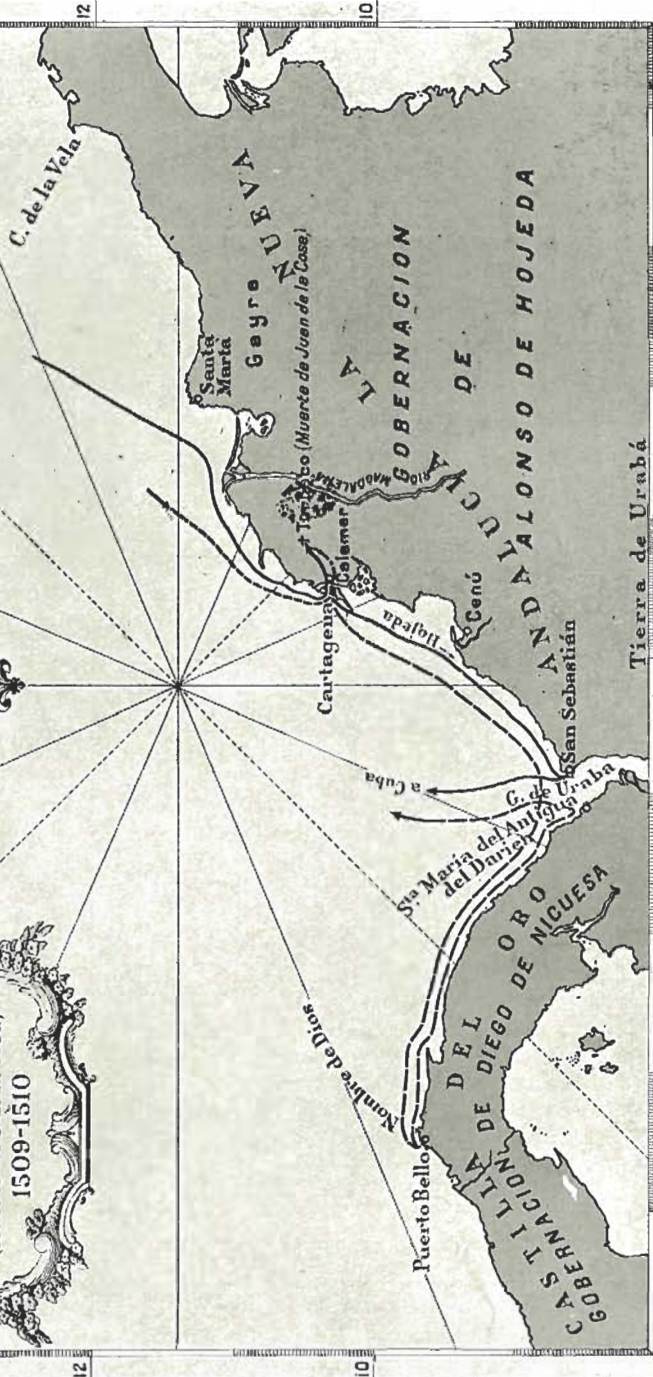 1509-1510
12
10
12
10
C. de la Vela
Santa
Marta
Gayra
NUEVA
LA
ANDALUCIA
GOBERNACION
DE
ALONSO DE HOJEDA
(Muerte de Juan de la Cosa)
RIO MAGDALENA
Calamar
Cartagena
Hojeda
Cenú
San Sebastián
Tierra de Urabá
a Cuba
G. de Uraba
Sta Maria del Antigua
del Darien
Nombre de Dios
Puerto Bello
CASTILLA DEL ORO
GOBERNACION DE DIEGO DE NICUESA